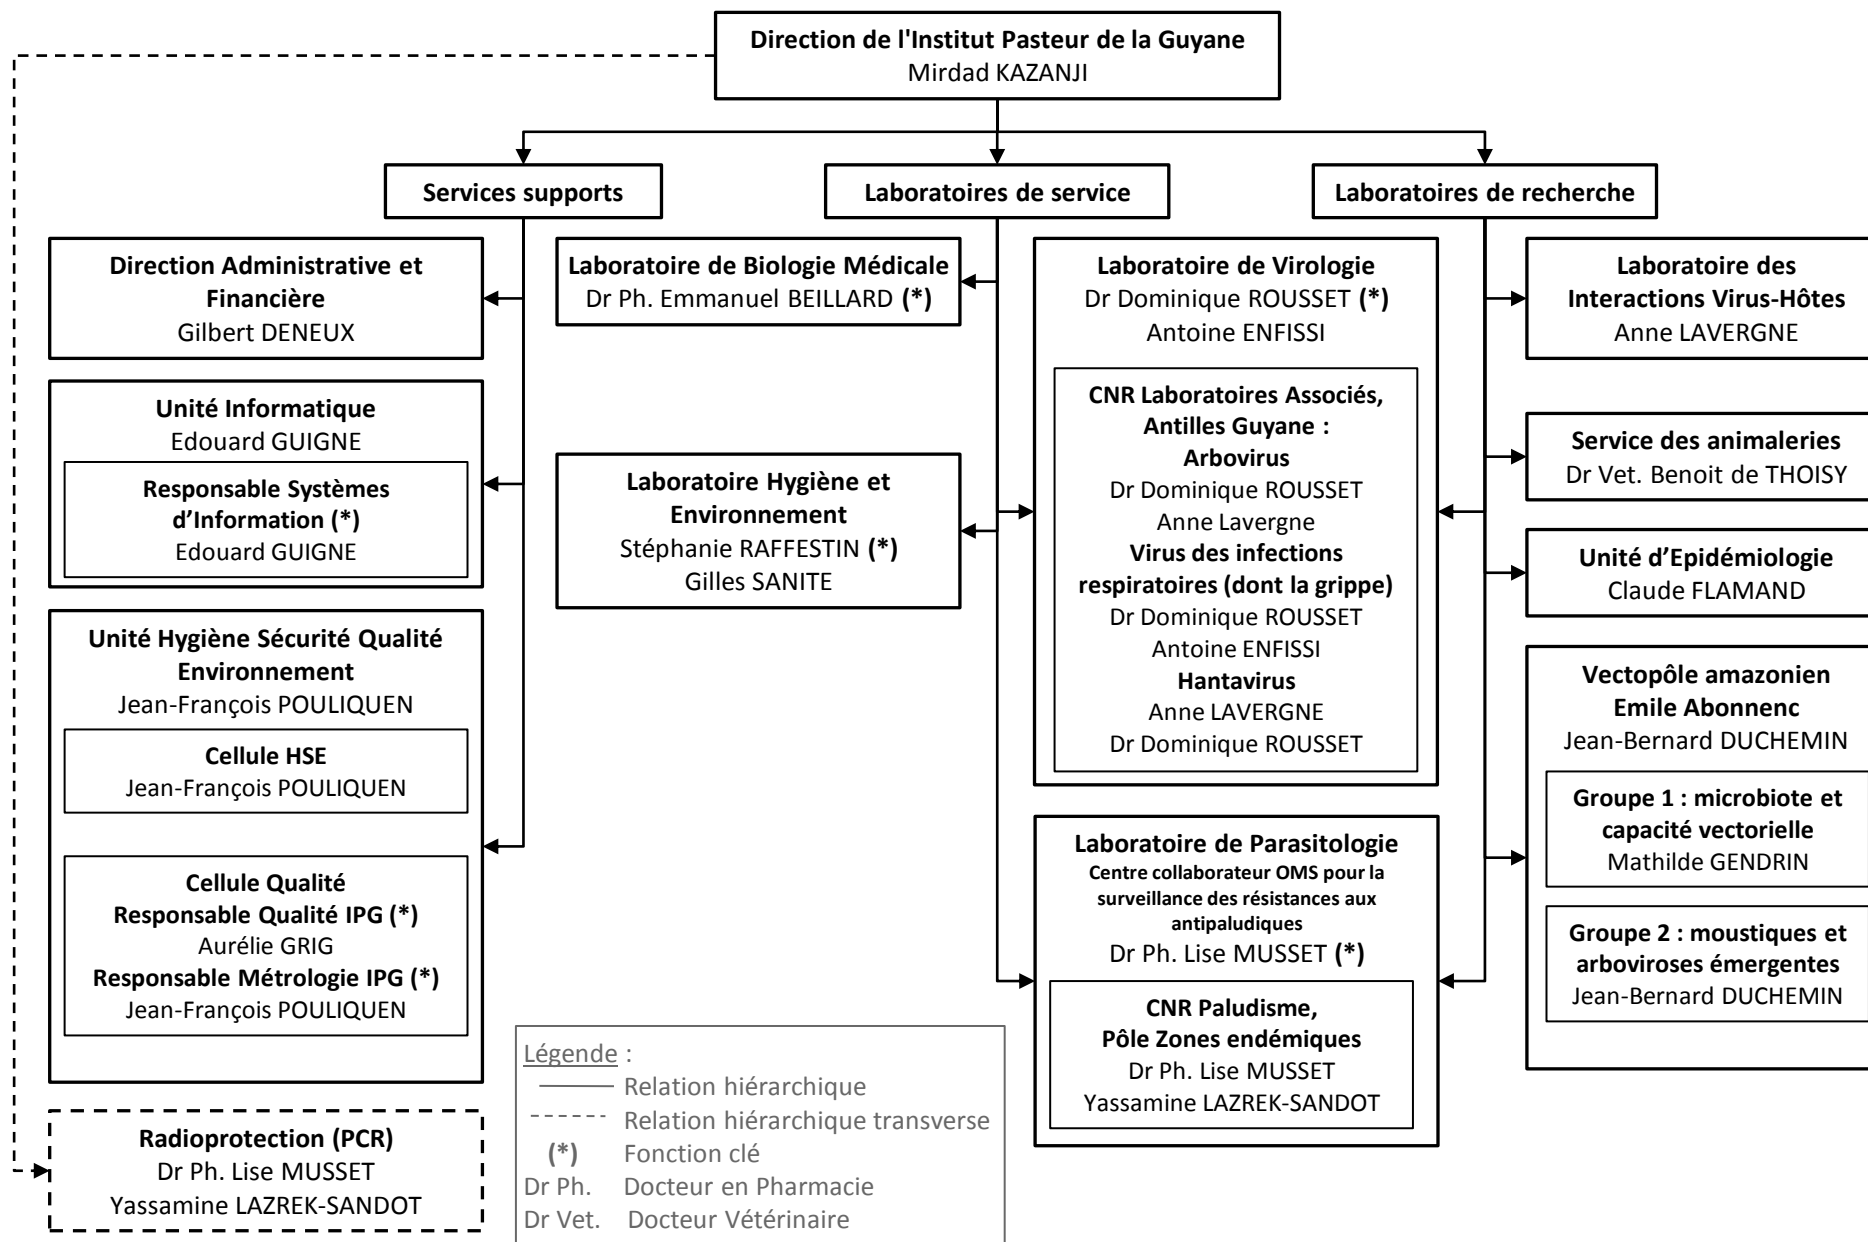 Direction de l'Institut Pasteur de la Guyane
Mirdad KAZANJI
Services supports
Laboratoires de service
Laboratoires de recherche
Direction Administrative et
Financière
Gilbert DENEUX
Unité Informatique
Edouard GUIGNE
Responsable Systèmes
d’Information (*)
Edouard GUIGNE
Unité Hygiène Sécurité Qualité
Environnement
Jean-François POULIQUEN
Cellule HSE
Jean-François POULIQUEN
Cellule Qualité
Responsable Qualité IPG (*)
Aurélie GRIG
Responsable Métrologie IPG (*)
Jean-François POULIQUEN
Radioprotection (PCR)
Dr Ph. Lise MUSSET
Yassamine LAZREK-SANDOT
Laboratoire de Biologie Médicale
Dr Ph. Emmanuel BEILLARD (*)
Laboratoire Hygiène et
Environnement
Stéphanie RAFFESTIN (*)
Gilles SANITE
Laboratoire de Virologie
Dr Dominique ROUSSET (*)
Antoine ENFISSI
CNR Laboratoires Associés,
Antilles Guyane :
Arbovirus
Dr Dominique ROUSSET
Anne Lavergne
Virus des infections
respiratoires (dont la grippe)
Dr Dominique ROUSSET
Antoine ENFISSI
Hantavirus
Anne LAVERGNE
Dr Dominique ROUSSET
Laboratoire de Parasitologie
Centre collaborateur OMS pour la
surveillance des résistances aux
antipaludiques
Dr Ph. Lise MUSSET (*)
CNR Paludisme,
Pôle Zones endémiques
Dr Ph. Lise MUSSET
Yassamine LAZREK-SANDOT
Laboratoire des
Interactions Virus-Hôtes
Anne LAVERGNE
Service des animaleries
Dr Vet. Benoit de THOISY
Unité d’Epidémiologie
Claude FLAMAND
Vectopôle amazonien
Emile Abonnenc
Jean-Bernard DUCHEMIN
Groupe 1 : microbiote et
capacité vectorielle
Mathilde GENDRIN
Groupe 2 : moustiques et
arboviroses émergentes
Jean-Bernard DUCHEMIN
Légende :
Relation hiérarchique
Relation hiérarchique transverse
(*) Fonction clé
Dr Ph. Docteur en Pharmacie
Dr Vet. Docteur Vétérinaire